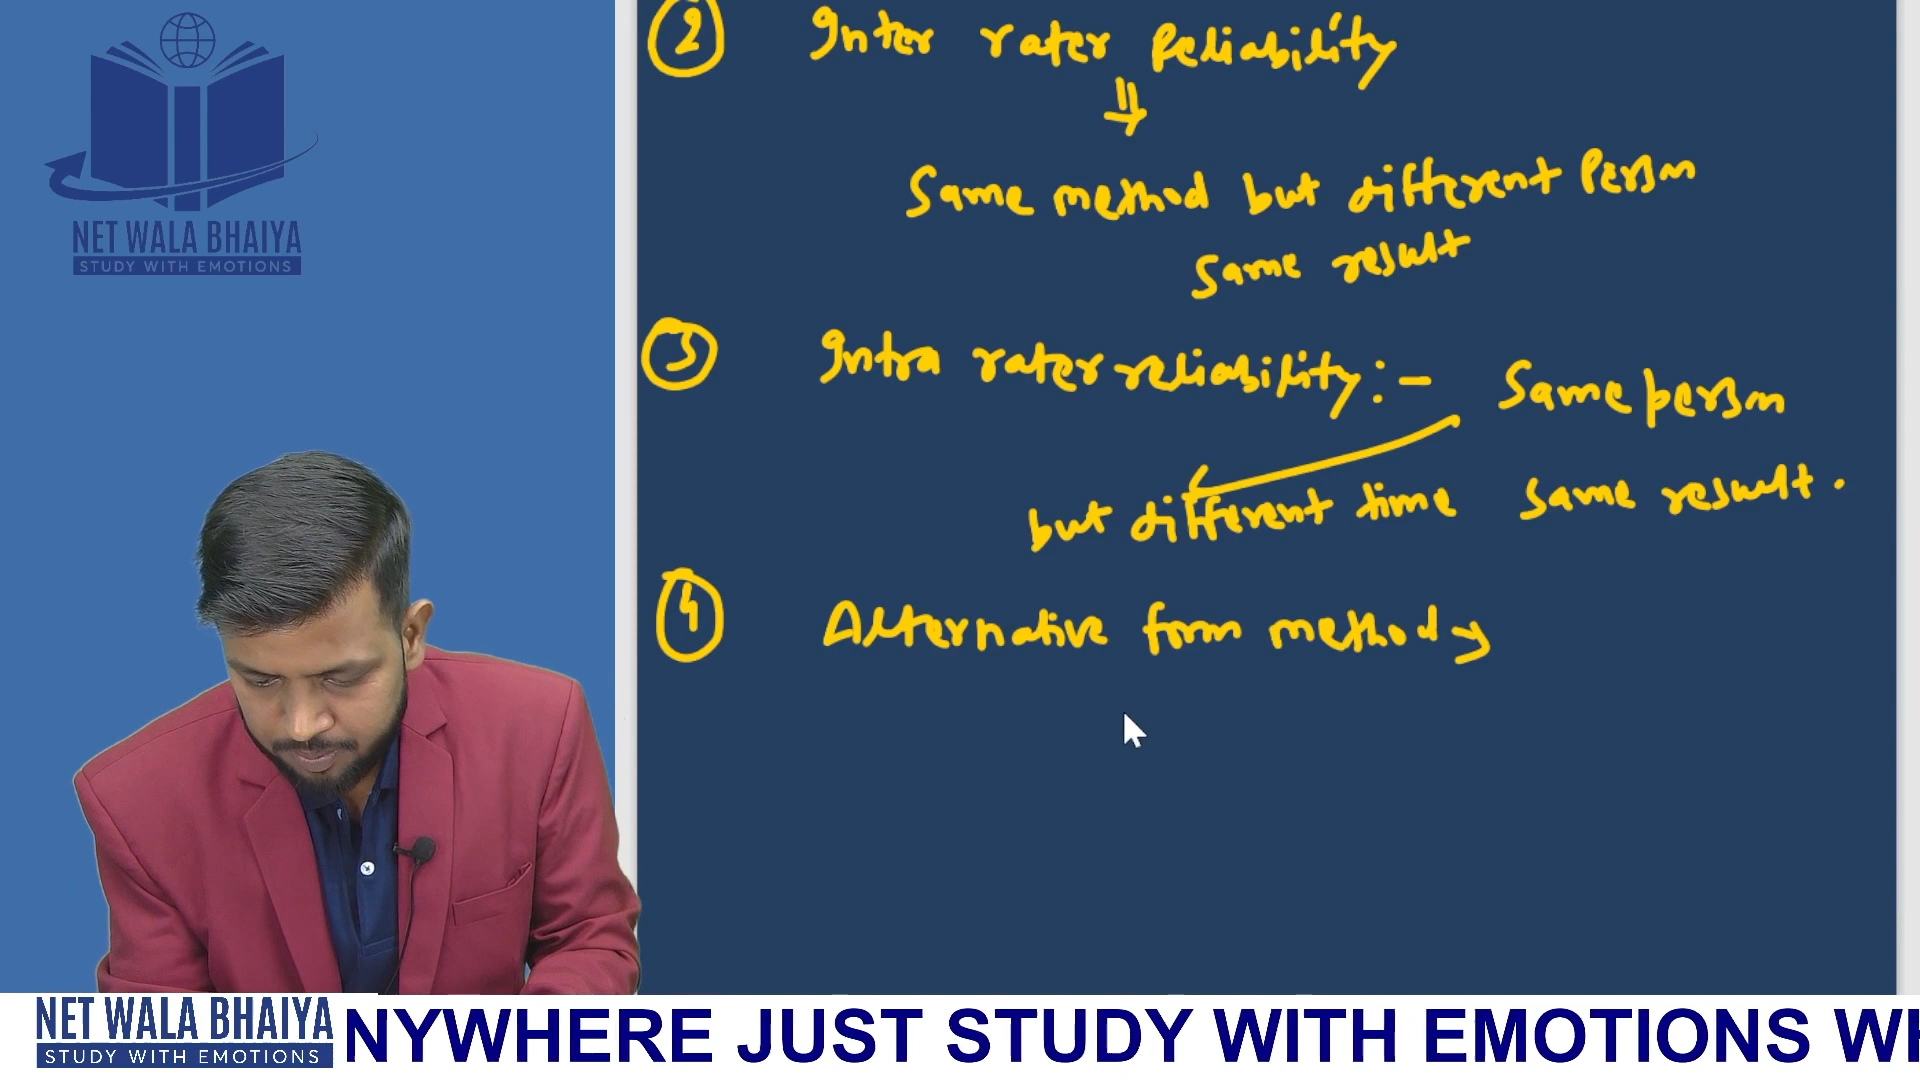 NET WALA BHAIYA
STUDY WITH EMOTIONS
2 Inter rater Reliability
Same method but different Person
Same result
3 Intra rater reliability :- Same person
but different time Same result.
4 Alternative form method
NET WALA BHAIYA
STUDY WITH EMOTIONS
NYWHERE JUST STUDY WITH EMOTIONS WH